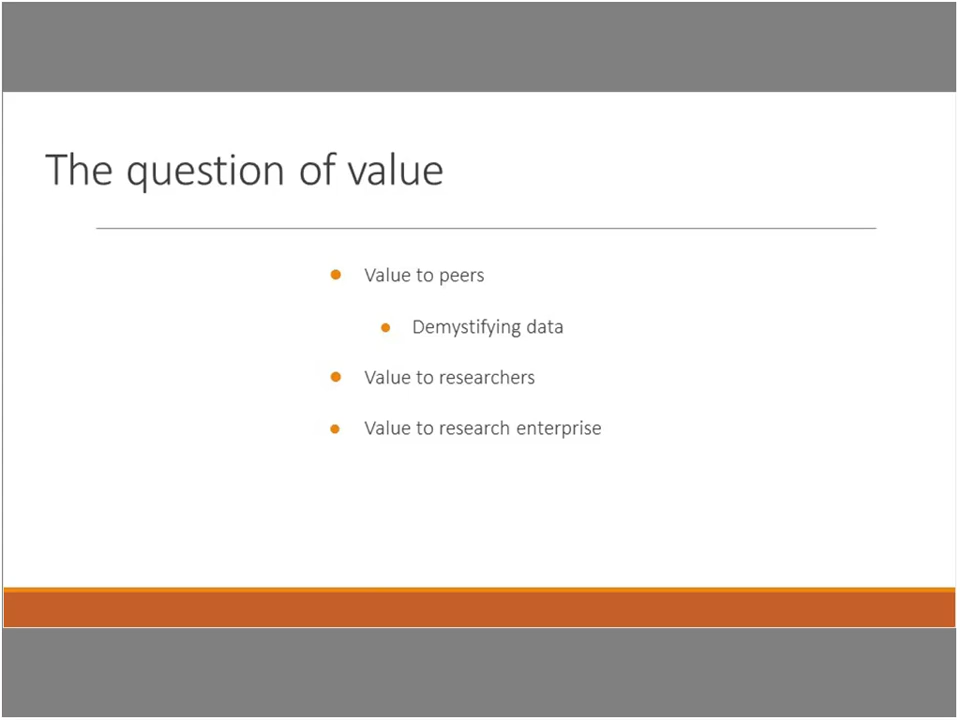 The question of value
Value to peers
Demystifying data
Value to researchers
Value to research enterprise